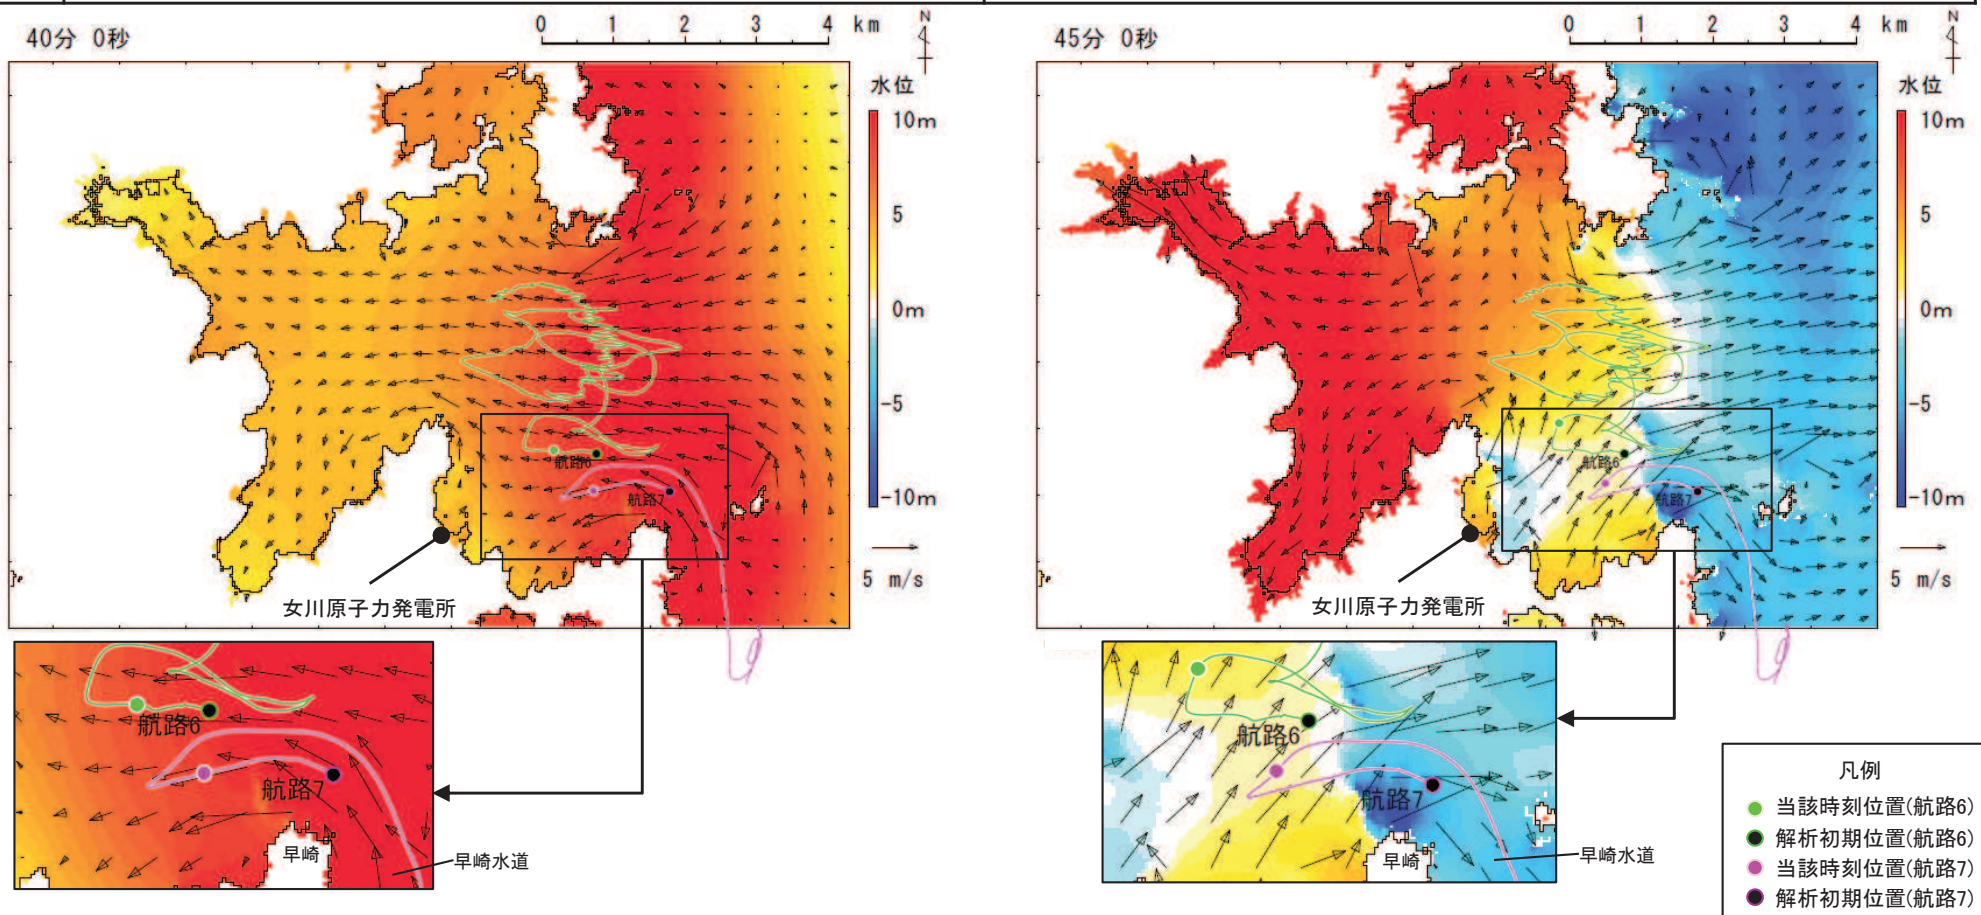 40分 0秒
0 1 2 3 4 km
N
水位
10m
5
0m
-5
-10m
5 m/s
航路6
航路7
女川原子力発電所
航路6
航路7
早崎
早崎水道
45分 0秒
0 1 2 3 4 km
N
水位
10m
5
0m
-5
-10m
5 m/s
航路6
航路7
女川原子力発電所
航路6
航路7
早崎
早崎水道
凡例
当該時刻位置(航路6)
解析初期位置(航路6)
当該時刻位置(航路7)
解析初期位置(航路7)